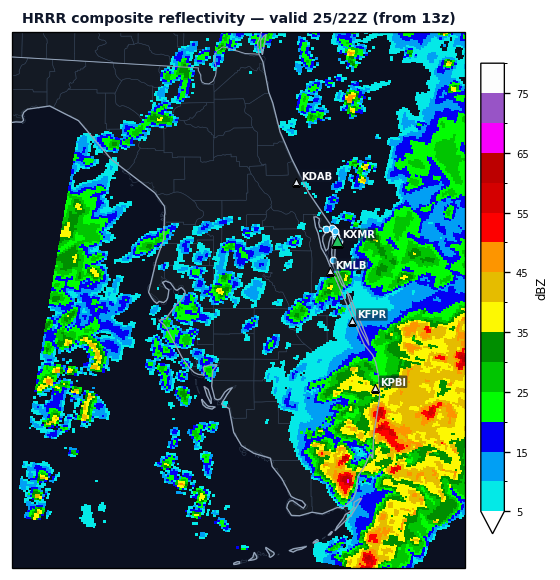 HRRR composite reflectivity — valid 25/22Z (from 13z)
KDAB
KXMR
KMLB
KFPR
KPBI
75
65
55
45
35
25
15
5
dBZ